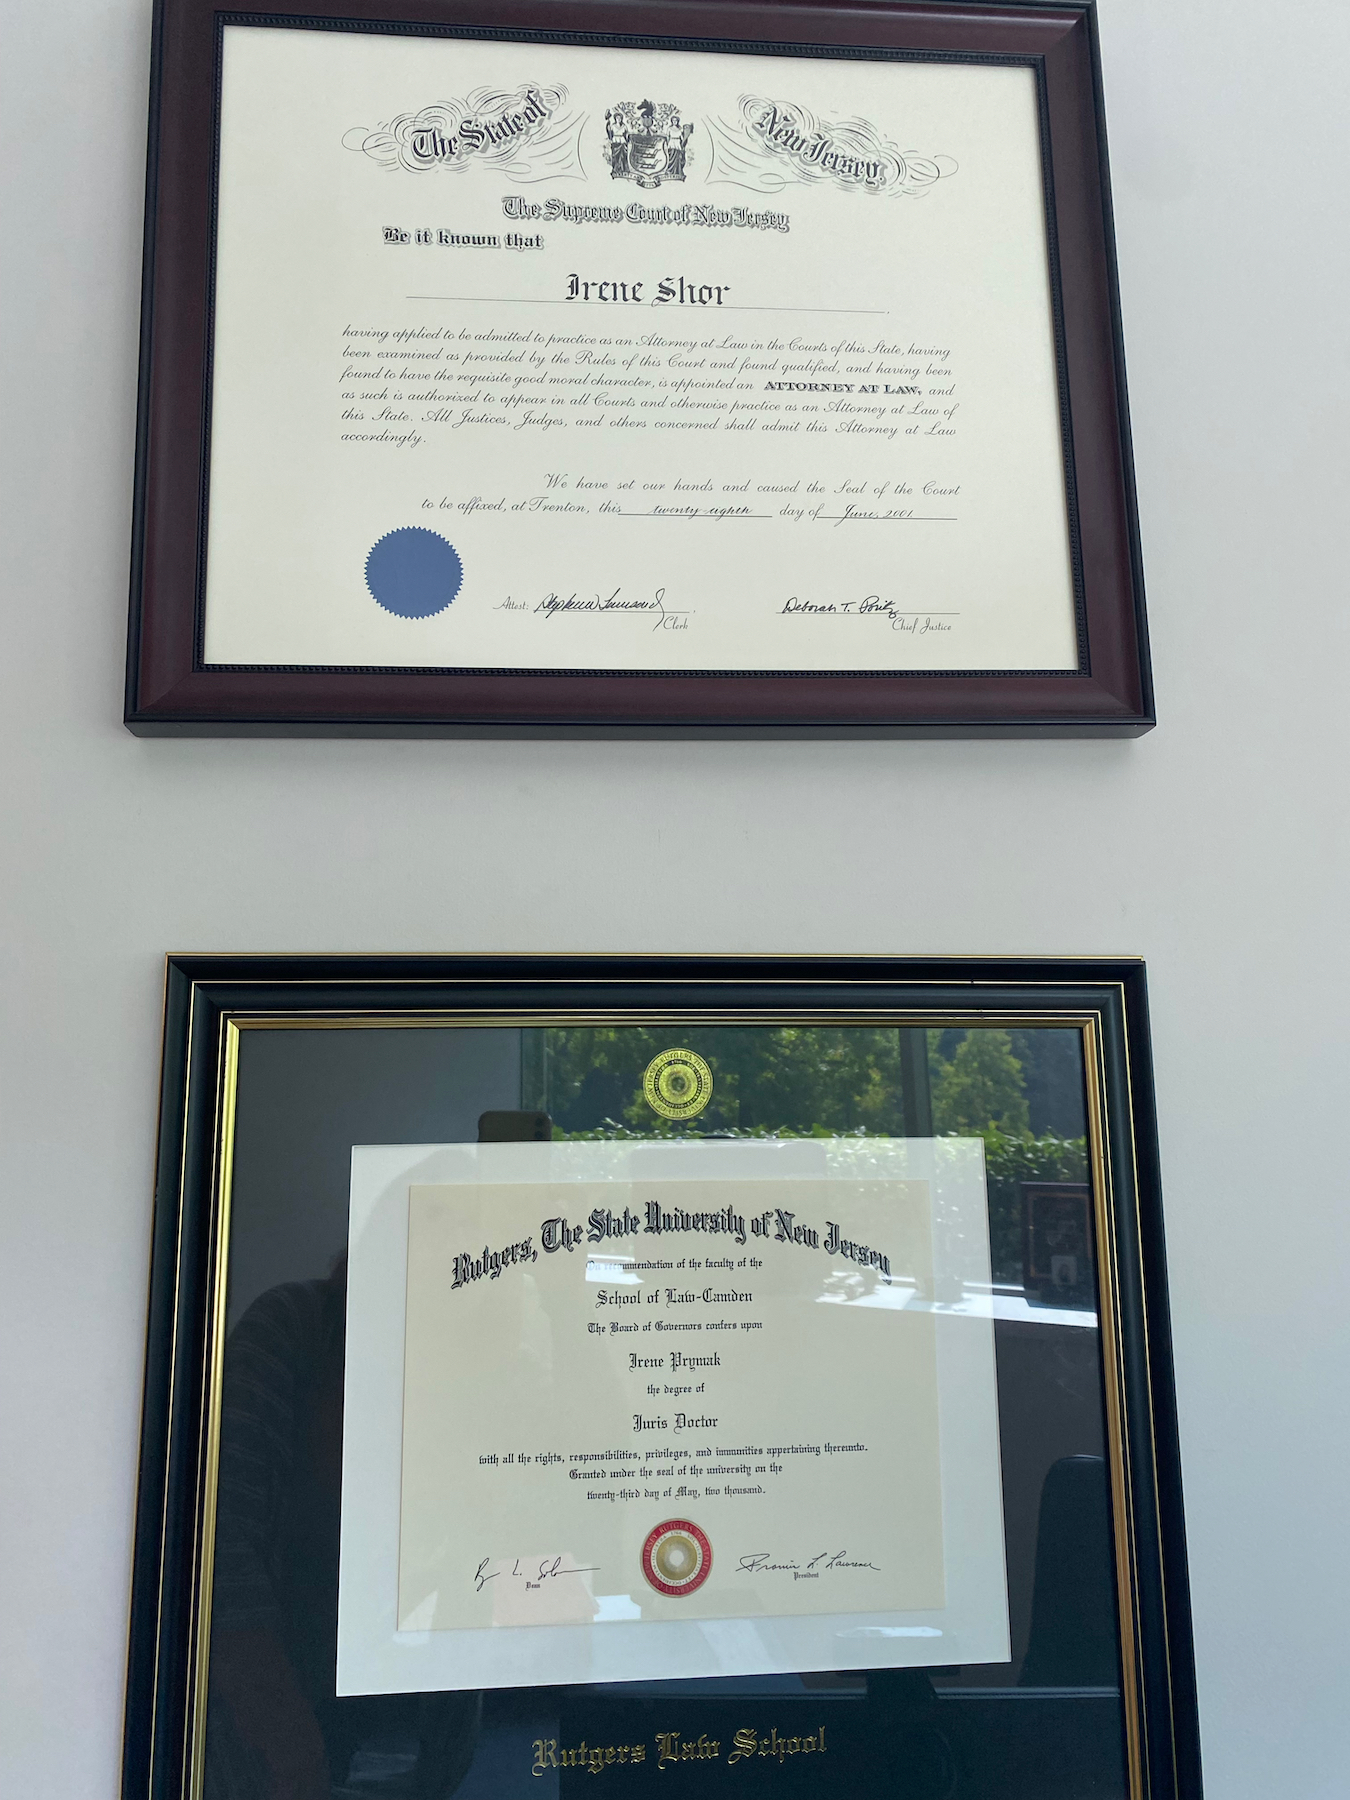 The State of New Jersey.
The Supreme Court of New Jersey
Be it known that
Irene Shor
having applied to be admitted to practice as an Attorney at Law in the Courts of this State, having
been examined as provided by the Rules of this Court and found qualified, and having been
found to have the requisite good moral character, is appointed an ATTORNEY AT LAW, and
as such is authorized to appear in all Courts and otherwise practice as an Attorney at Law of
this State. All Justices, Judges, and others concerned shall admit this Attorney at Law
accordingly.
We have set our hands and caused the Seal of the Court
to be affixed, at Trenton, this twenty-eighth day of June, 2001
Attest: Stephen W. Townsend Deborah T. Poritz
Clerk Chief Justice
Rutgers, The State University of New Jersey
On recommendation of the faculty of the
School of Law-Camden
The Board of Governors confers upon
Irene Prymak
the degree of
Juris Doctor
with all the rights, responsibilities, privileges, and immunities appertaining thereunto.
Granted under the seal of the university on the
twenty-third day of May, two thousand.
Francis L. Lawrence
Dean President
Rutgers Law School